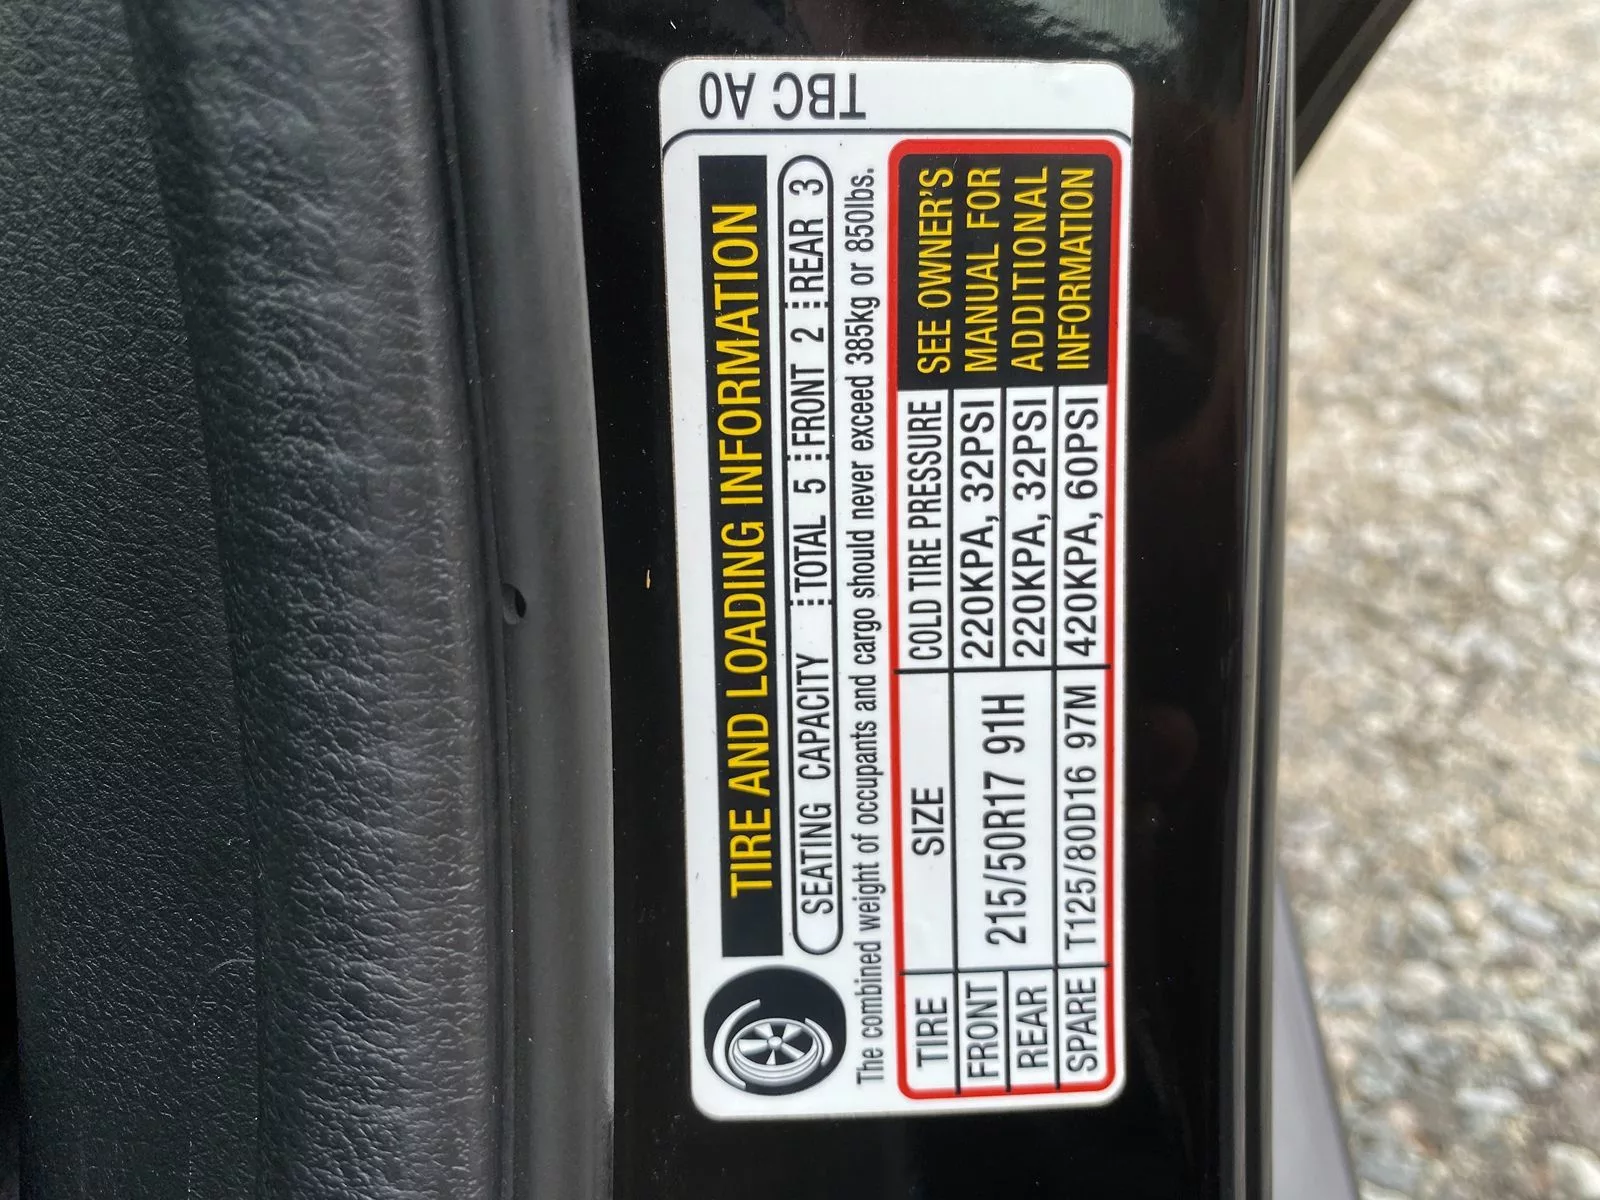 TBC A0
TIRE AND LOADING INFORMATION
SEATING CAPACITY TOTAL 5 FRONT 2 REAR 3
The combined weight of occupants and cargo should never exceed 385kg or 850lbs.
TIRE SIZE COLD TIRE PRESSURE
FRONT 215/50R17 91H 220KPA, 32PSI
REAR 220KPA, 32PSI
SPARE T125/80D16 97M 420KPA, 60PSI
SEE OWNER'S
MANUAL FOR
ADDITIONAL
INFORMATION